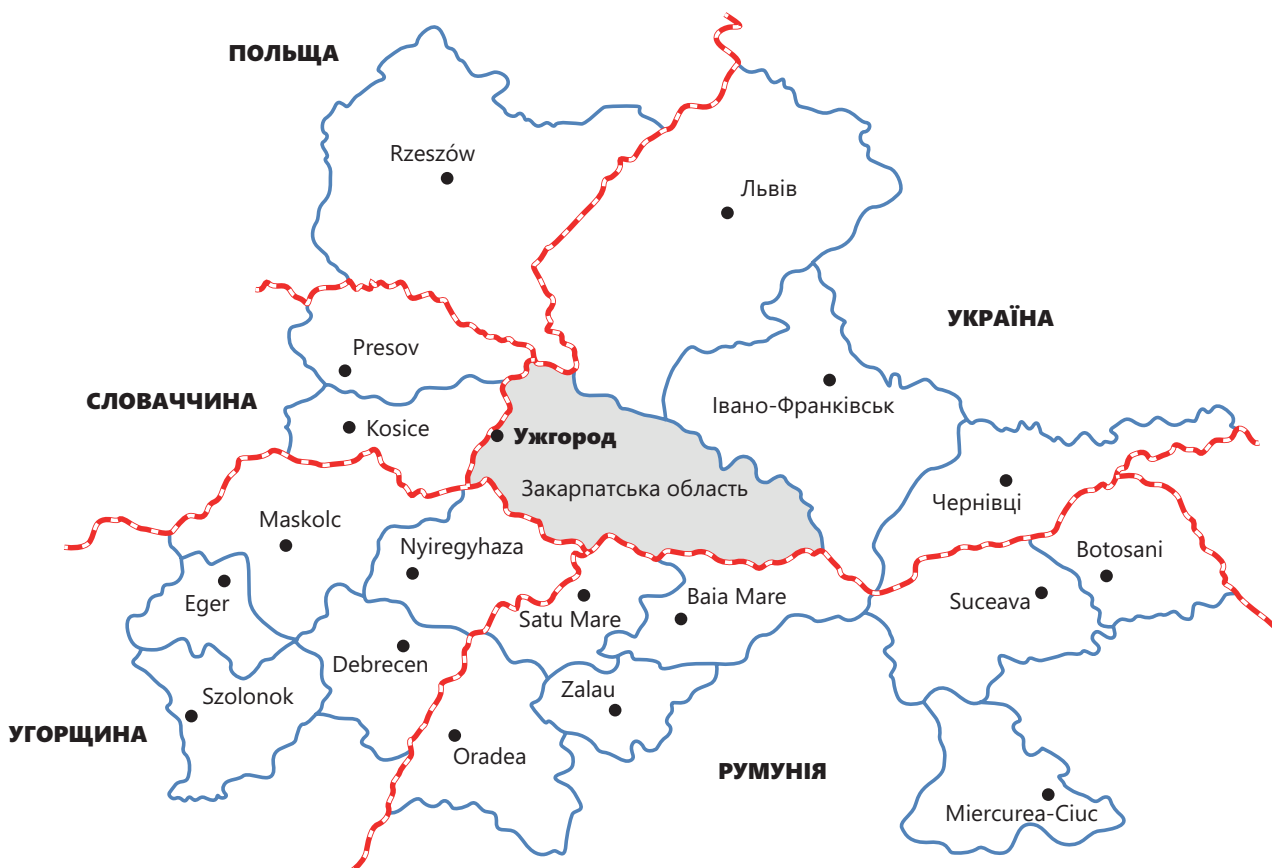 ПОЛЬЩА
Rzeszów
Львів
УКРАЇНА
Presov
СЛОВАЧЧИНА
Kosice
Ужгород
Івано-Франківськ
Закарпатська область
Чернівці
Maskolc
Nyiregyhaza
Botosani
Eger
Satu Mare
Baia Mare
Suceava
Debrecen
Szolonok
Zalau
УГОРЩИНА
Oradea
РУМУНІЯ
Miercurea-Ciuc